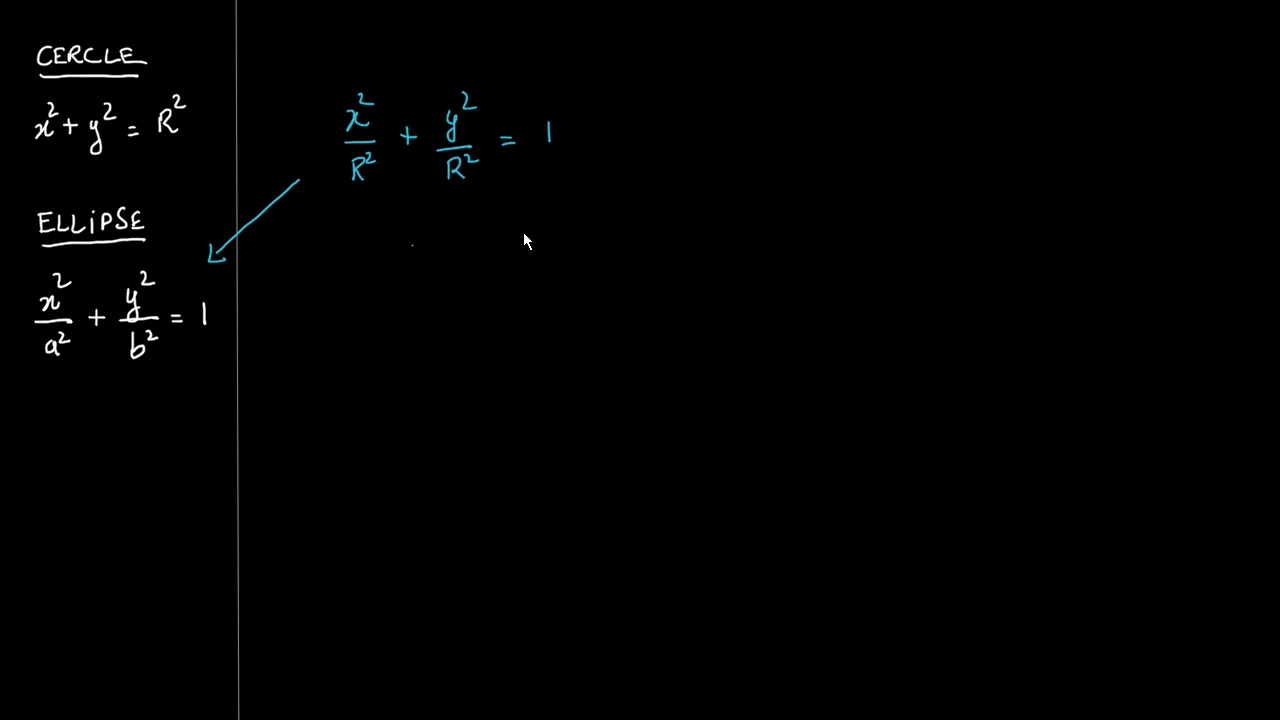 CERCLE
x² + y² = R²
ELLiPSE
x²/a² + y²/b² = 1
x²/R² + y²/R² = 1